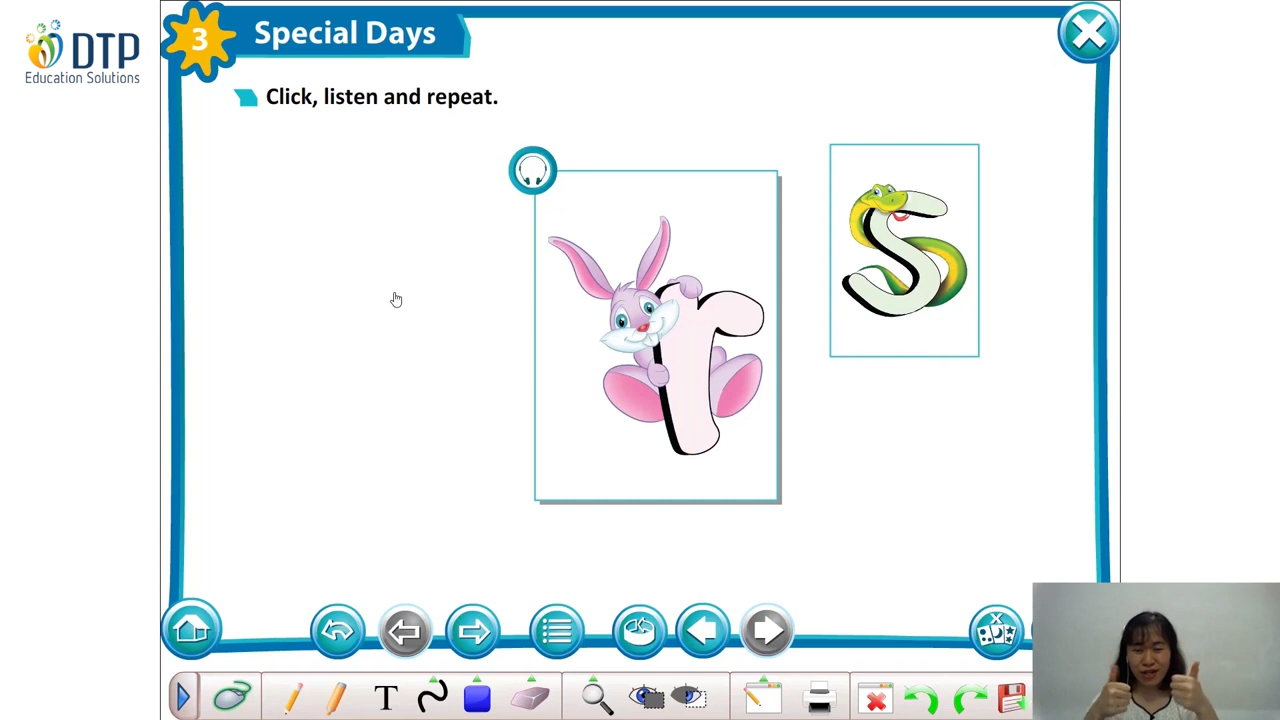 DTP
Education Solutions
3
Special Days
Click, listen and repeat.
r
s
T
X